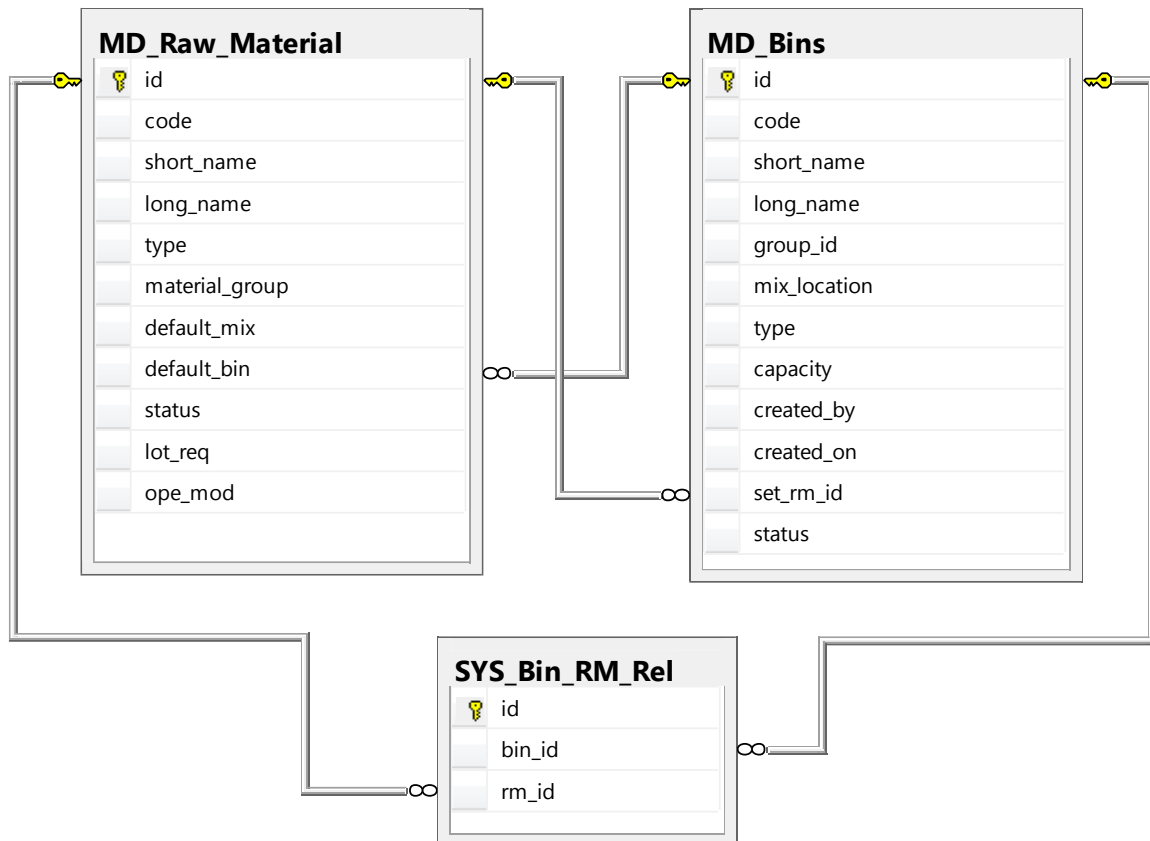 MD_Raw_Material
id
code
short_name
long_name
type
material_group
default_mix
default_bin
status
lot_req
ope_mod
MD_Bins
id
code
short_name
long_name
group_id
mix_location
type
capacity
created_by
created_on
set_rm_id
status
SYS_Bin_RM_Rel
id
bin_id
rm_id